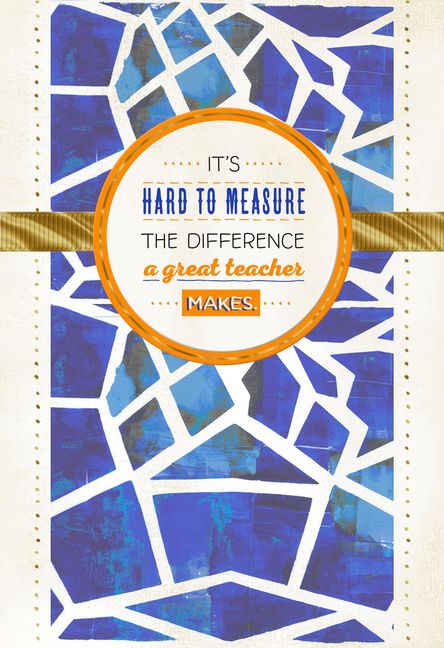 IT'S
HARD TO MEASURE
THE DIFFERENCE
a great teacher
MAKES.